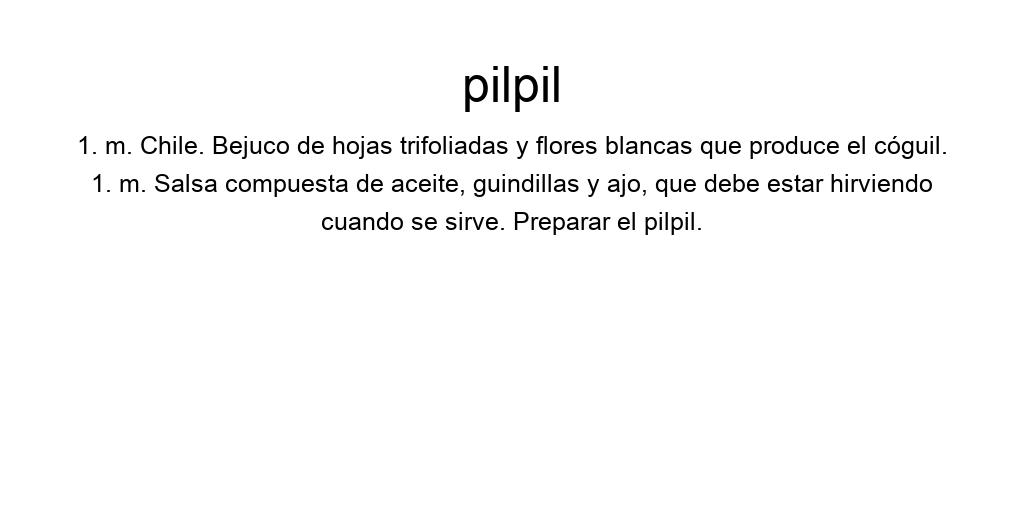 pilpil
1. m. Chile. Bejuco de hojas trifoliadas y flores blancas que produce el cóguil.
1. m. Salsa compuesta de aceite, guindillas y ajo, que debe estar hirviendo
cuando se sirve. Preparar el pilpil.